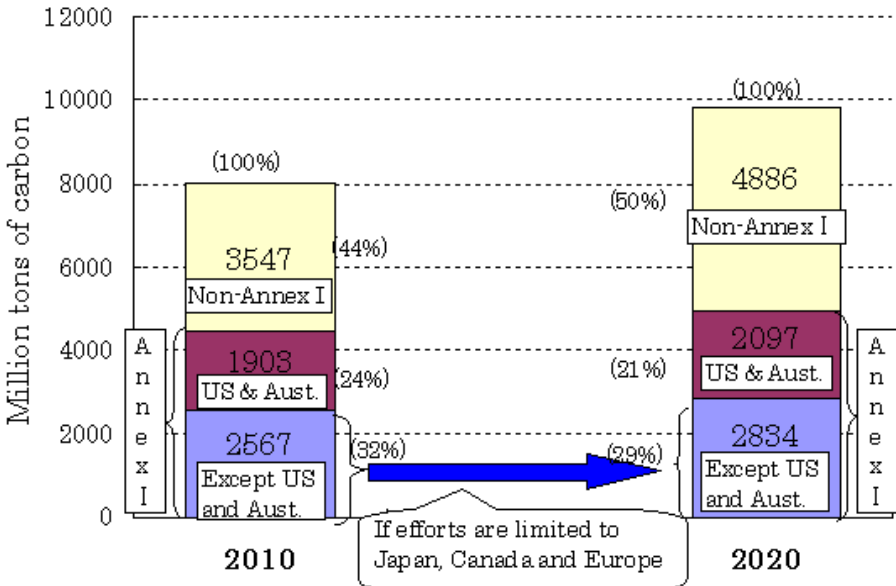 Million tons of carbon
12000
10000
8000
6000
4000
2000
0
(100%)
3547
(44%)
Non-Annex I
1903
(24%)
US & Aust.
2567
(32%)
Except US
and Aust.
Annex I
2010
(100%)
4886
(50%)
Non-Annex I
2097
(21%)
US & Aust.
2834
(29%)
Except US
and Aust.
Annex I
2020
If efforts are limited to
Japan, Canada and Europe